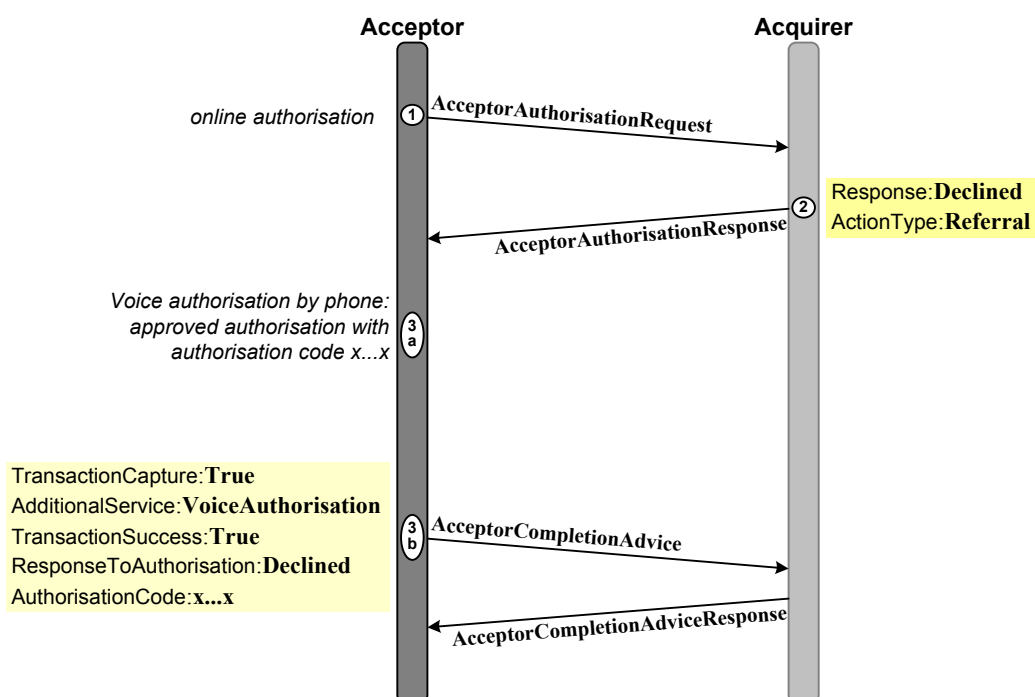 Acceptor
Acquirer
online authorisation
1
AcceptorAuthorisationRequest
2
Response:Declined
ActionType:Referral
AcceptorAuthorisationResponse
Voice authorisation by phone:
approved authorisation with
authorisation code x...x
3
a
TransactionCapture:True
AdditionalService:VoiceAuthorisation
TransactionSuccess:True
ResponseToAuthorisation:Declined
AuthorisationCode:x...x
3
b
AcceptorCompletionAdvice
AcceptorCompletionAdviceResponse